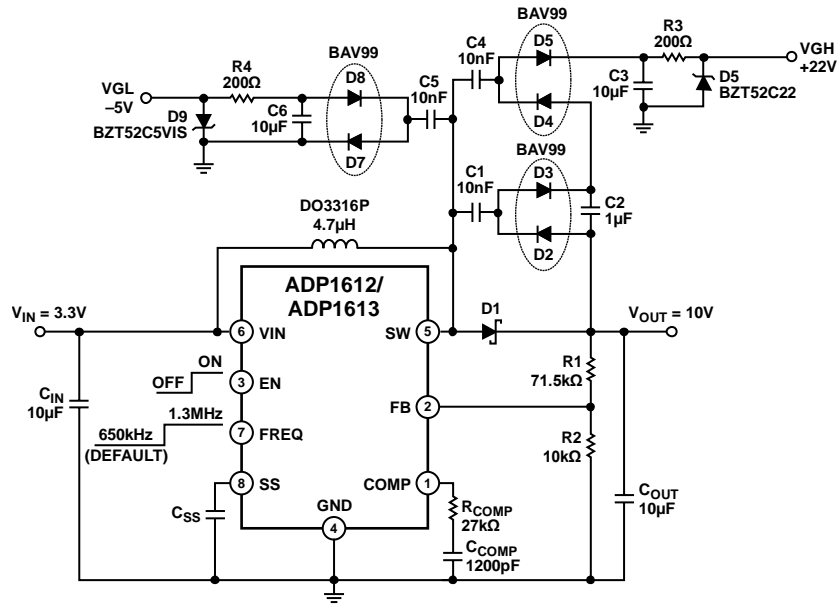 BAV99
BAV99
C4
10nF
D5
R3
200Ω
VGH
+22V
R4
200Ω
D8
C5
10nF
VGL
–5V
D9
BZT52C5VIS
C6
10µF
D7
D4
C3
10µF
D5
BZT52C22
BAV99
C1
10nF
D3
D2
C2
1µF
DO3316P
4.7µH
ADP1612/
ADP1613
VIN = 3.3V
6
VIN
SW
5
D1
VOUT = 10V
ON
OFF
3
EN
R1
71.5kΩ
CIN
10µF
FB
2
1.3MHz
650kHz
(DEFAULT)
7
FREQ
R2
10kΩ
8
SS
COMP
1
CSS
GND
4
RCOMP
27kΩ
CCOMP
1200pF
COUT
10µF